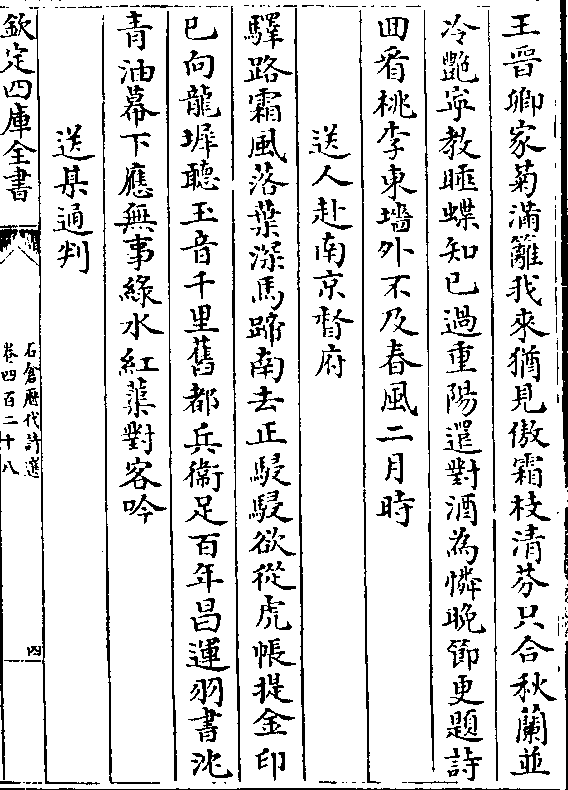 王晉卿家菊滿籬我來猶見傲霜枝清芬只合秋蘭並
冷艷寜教睡蝶知已過重陽還對酒為憐晚節更題詩
回看桃李東墻外不及春風二月時
送人赴南京督府
驛路霜風落葉深馬蹄南去正駸駸欲從虎帳提金印
已向龍墀聽玉音千里舊都兵衛足百年昌運羽書沈
青油幕下應無事緑水紅蕖對客吟
送某通判
欽定四庫全書
石倉歷代詩選
卷四百二十八
四